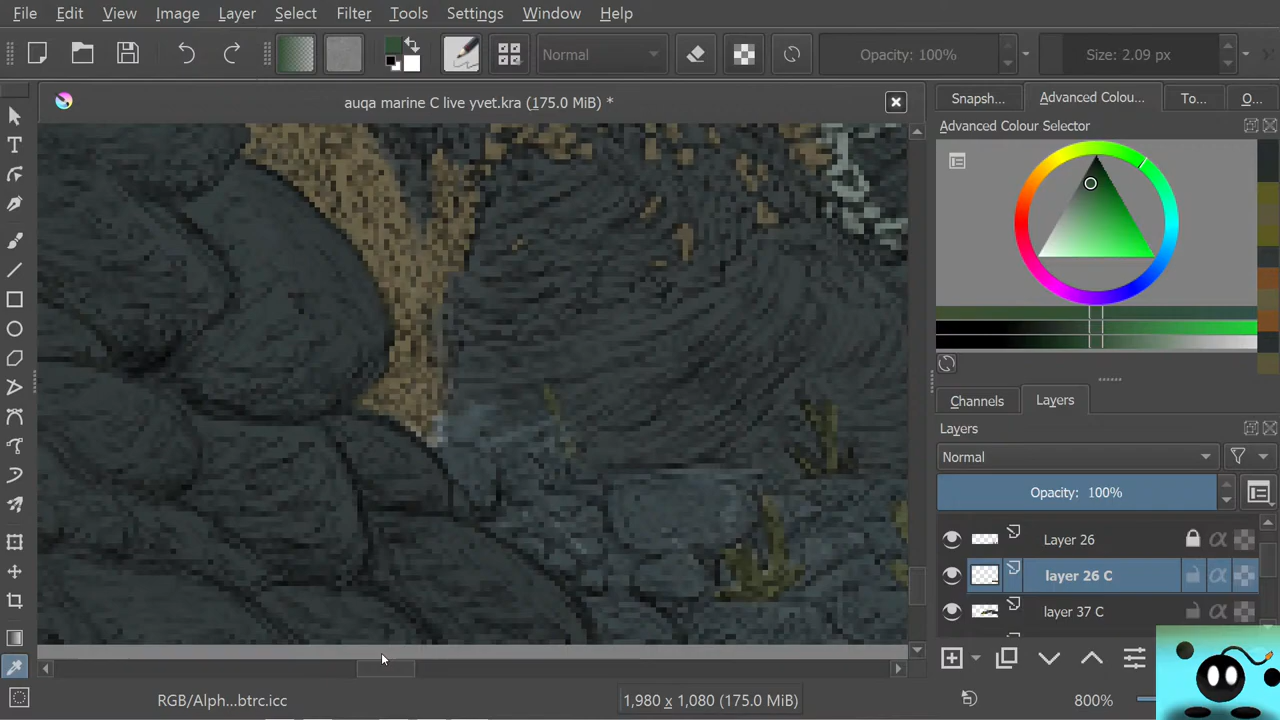 File Edit View Image Layer Select Filter Tools Settings Window Help
Normal Opacity: 100% Size: 2.09 px
auqa marine C live yvet.kra (175.0 MiB) *
Snapsh... Advanced Colou... To... O...
Advanced Colour Selector
Channels Layers
Layers
Normal
Opacity: 100%
Layer 26
layer 26 C
layer 37 C
RGB/Alph...btrc.icc 1,980 x 1,080 (175.0 MiB) 800%